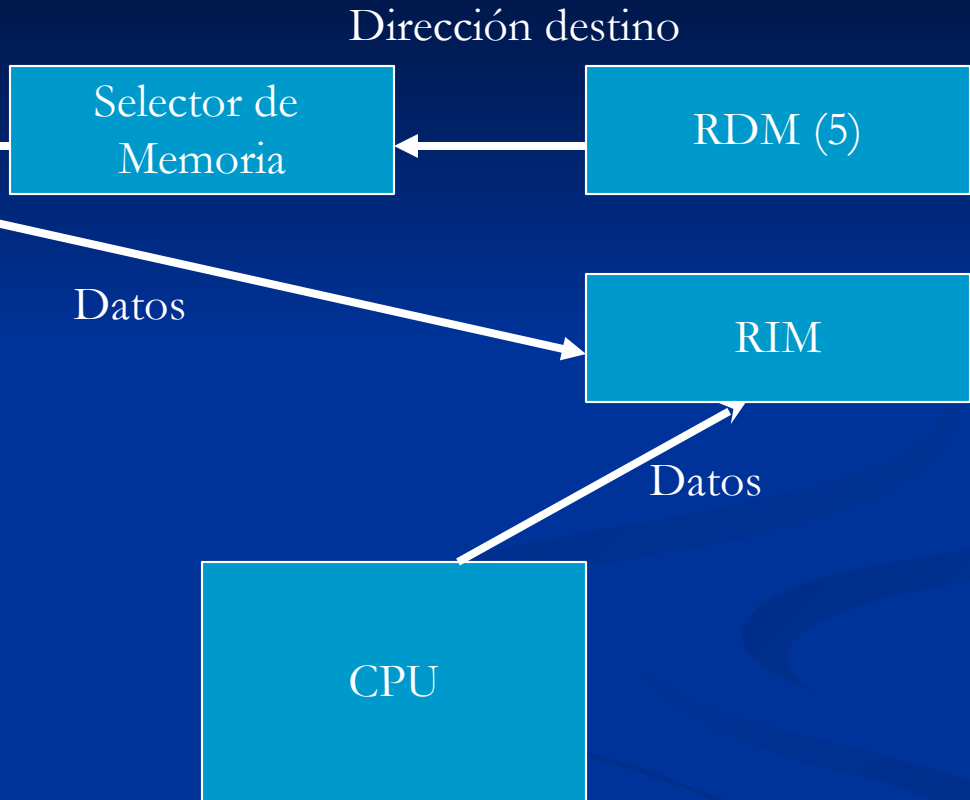 Dirección destino
Selector de
Memoria
RDM (5)
Datos
RIM
Datos
CPU